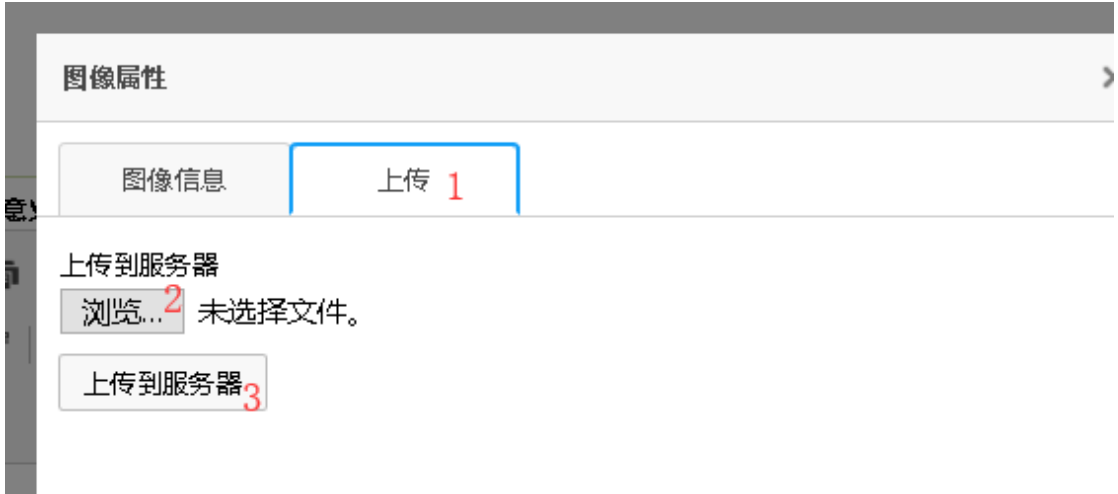 图像属性
图像信息
上传 1
上传到服务器
浏览...2 未选择文件。
上传到服务器3